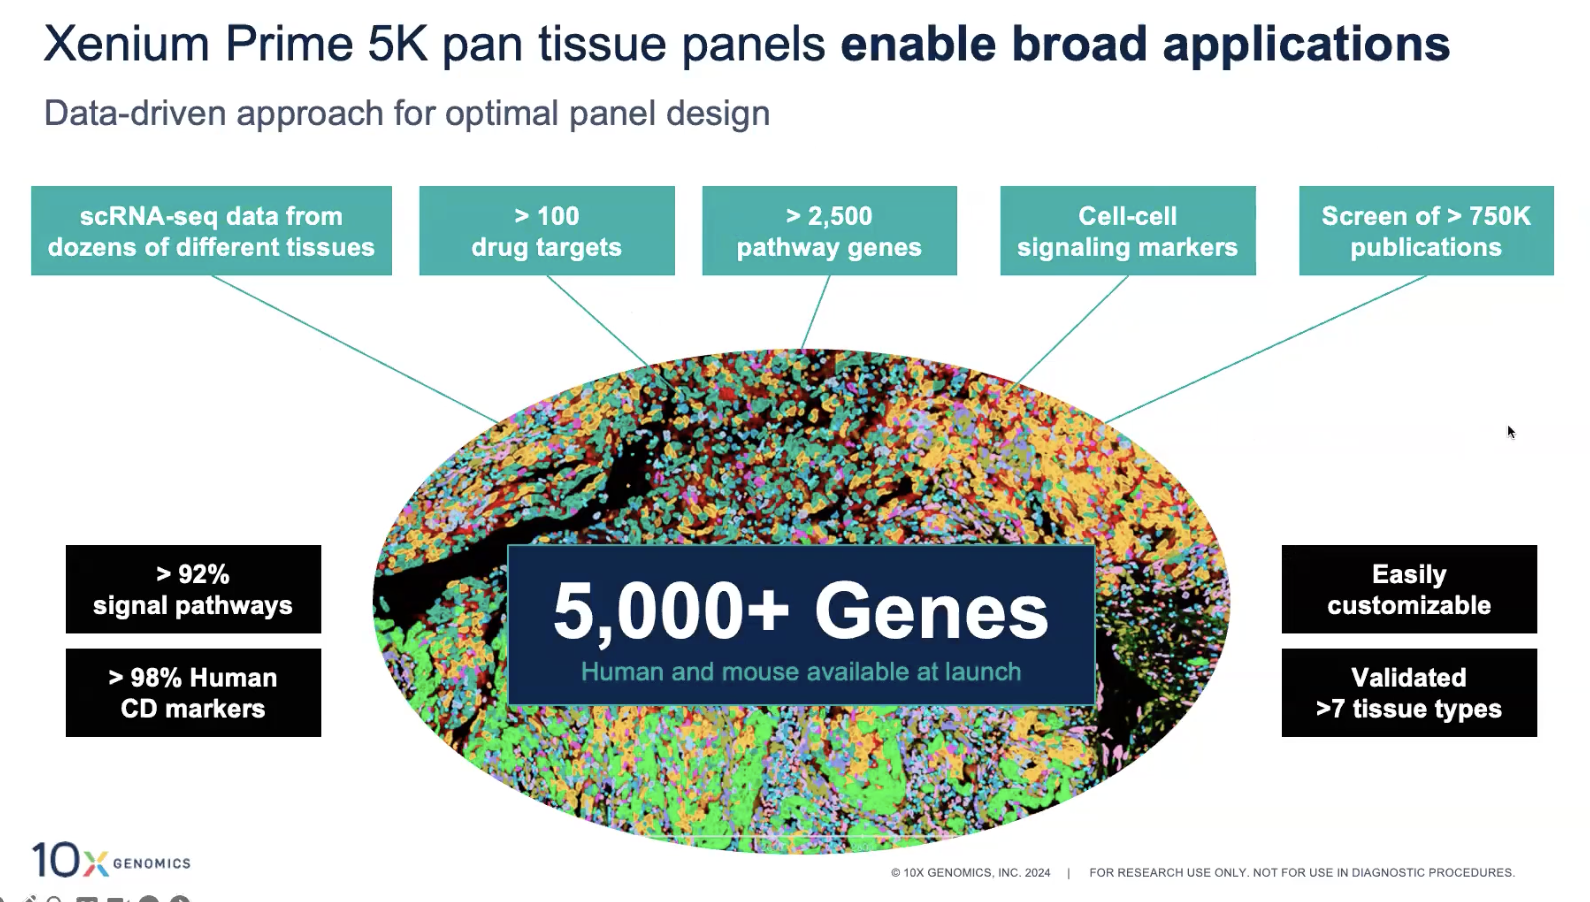 Xenium Prime 5K pan tissue panels enable broad applications
Data-driven approach for optimal panel design
scRNA-seq data from
dozens of different tissues
> 100
drug targets
> 2,500
pathway genes
Cell-cell
signaling markers
Screen of > 750K
publications
> 92%
signal pathways
> 98% Human
CD markers
5,000+ Genes
Human and mouse available at launch
Easily
customizable
Validated
>7 tissue types
10X GENOMICS
© 10X GENOMICS, INC. 2024 | FOR RESEARCH USE ONLY. NOT FOR USE IN DIAGNOSTIC PROCEDURES.